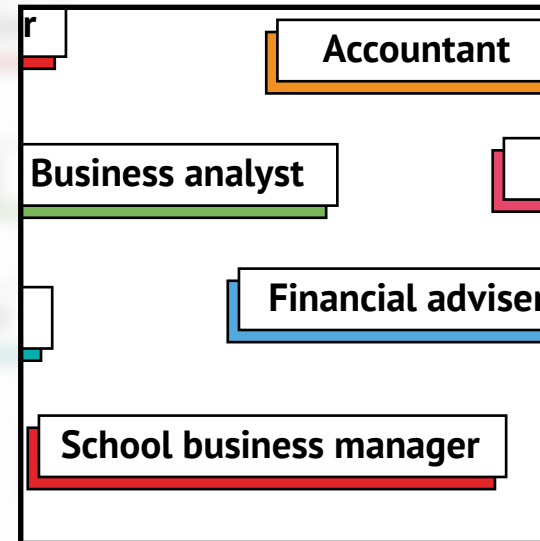 r
Accountant
Business analyst
Financial adviser
School business manager